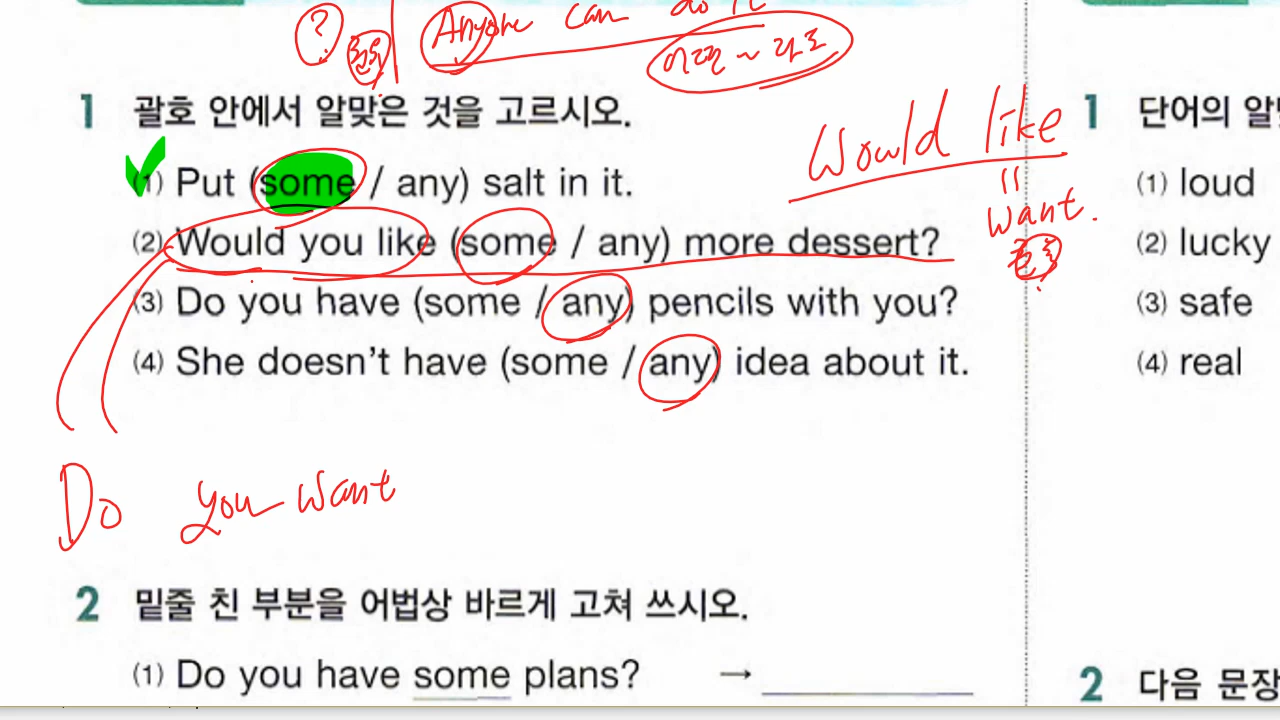 ?
Anyone can do it
어떤 ~ 라도
1 괄호 안에서 알맞은 것을 고르시오.
(1) Put (some / any) salt in it.
(2) Would you like (some / any) more dessert?
(3) Do you have (some / any) pencils with you?
(4) She doesn't have (some / any) idea about it.
Would like
=
want.
Do you want
2 밑줄 친 부분을 어법상 바르게 고쳐 쓰시오.
(1) Do you have some plans? →
1 단어의
(1) loud
(2) lucky
(3) safe
(4) real
2 다음 문장